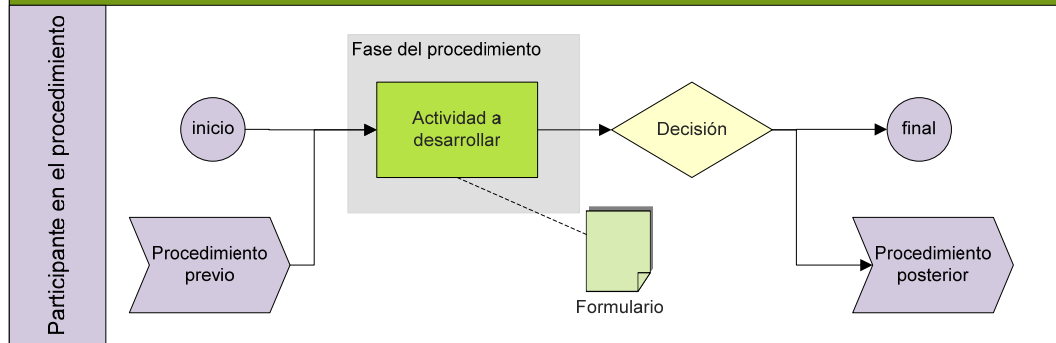 Participante en el procedimiento
Fase del procedimiento
inicio
Actividad a
desarrollar
Decisión
final
Procedimiento
previo
Formulario
Procedimiento
posterior